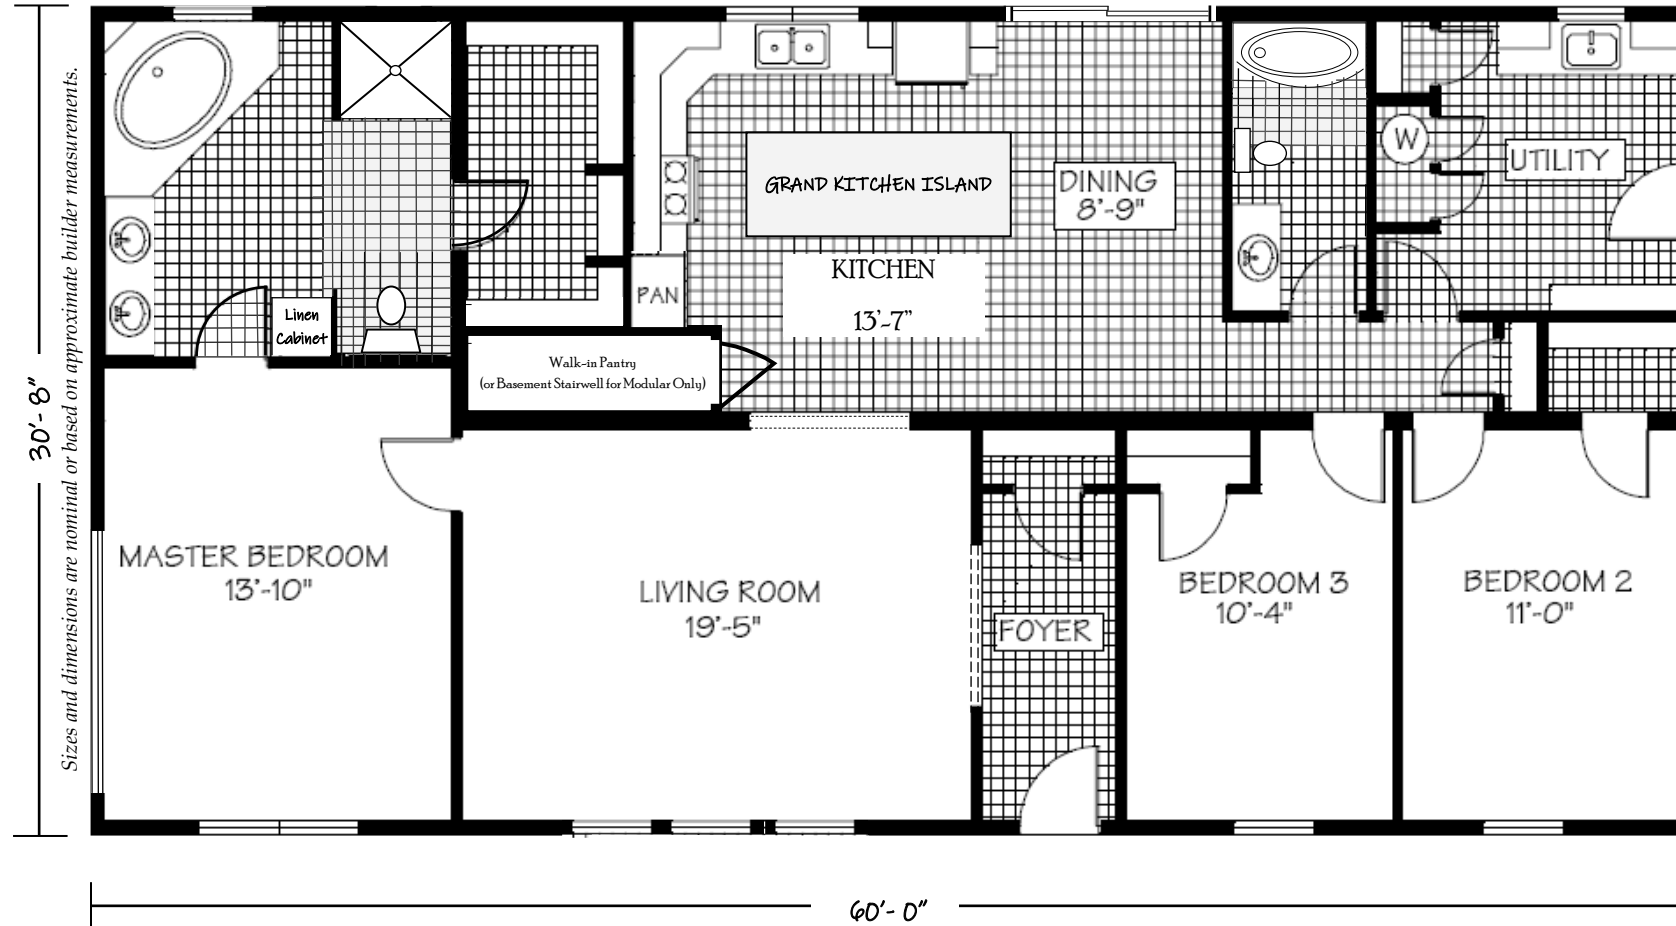 Sizes and dimensions are nominal or based on approximate builder measurements.
30'- 8"
W
UTILITY
GRAND KITCHEN ISLAND
DINING
8'-9"
KITCHEN
13'-7"
PAN
Linen
Cabinet
Walk-in Pantry
(or Basement Stairwell for Modular Only)
MASTER BEDROOM
13'-10"
LIVING ROOM
19'-5"
FOYER
BEDROOM 3
10'-4"
BEDROOM 2
11'-0"
60'- 0"